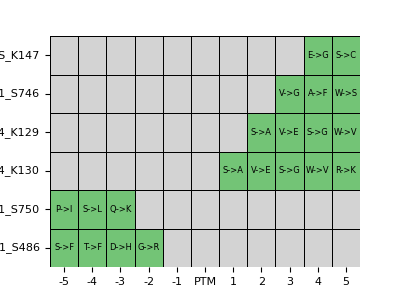 S_K147 E->G S->C
1_S746 V->G A->F W->S
4_K129 S->A V->E S->G W->V
4_K130 S->A V->E S->G W->V R->K
1_S750 P->I S->L Q->K
1_S486 S->F T->F D->H G->R
-5 -4 -3 -2 -1 PTM 1 2 3 4 5